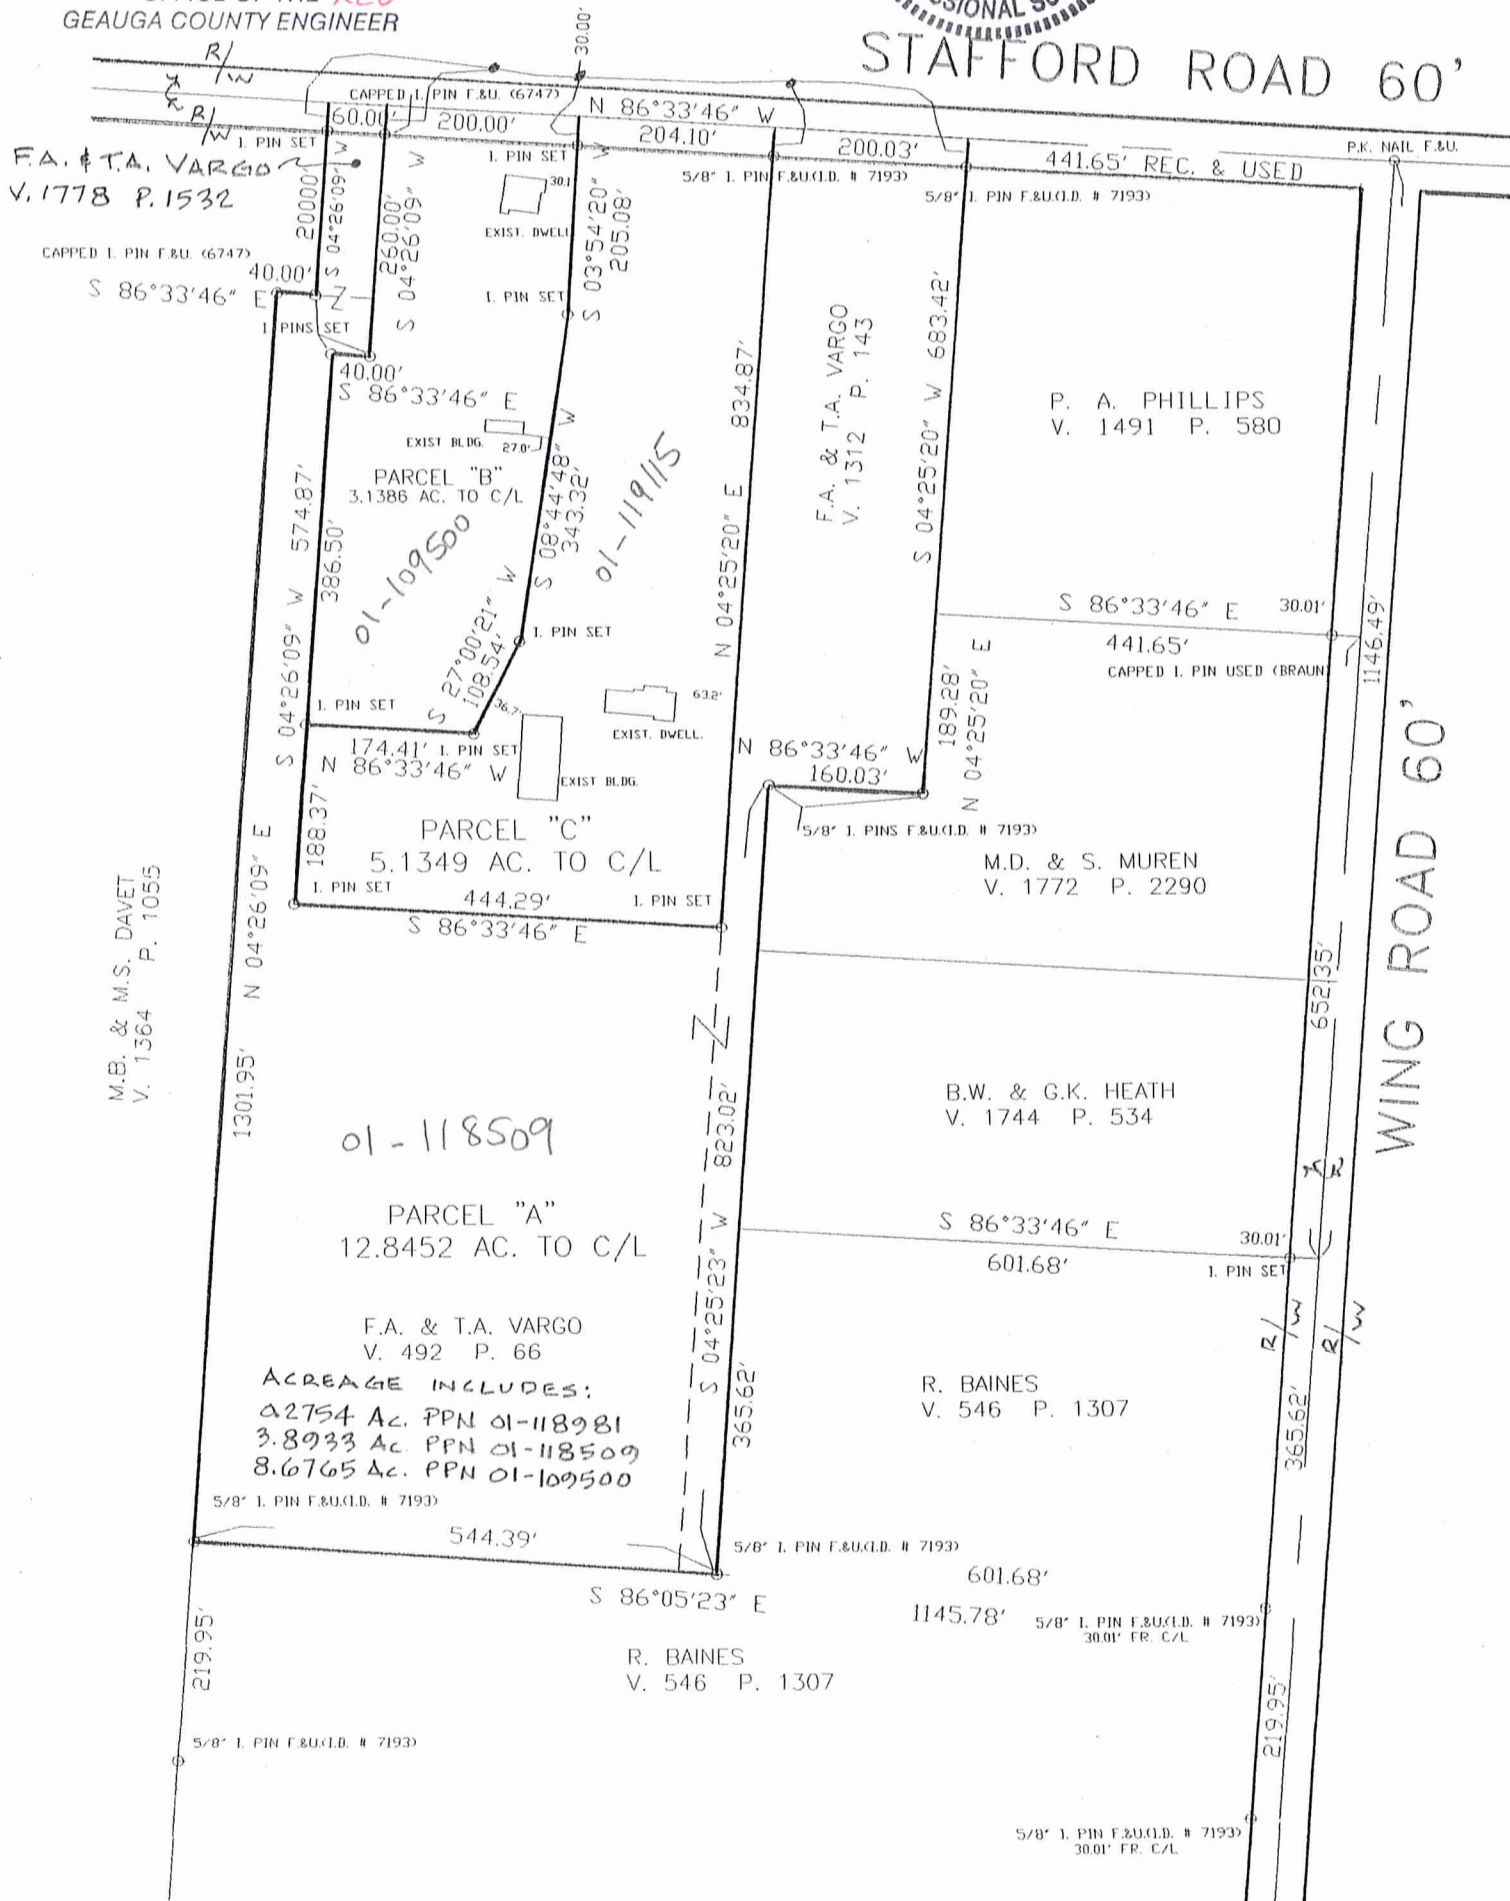 GEAUGA COUNTY ENGINEER
STAFFORD ROAD 60'
30.00'
R/W
R/W
CAPPED I. PIN F.&U. (6747)
N 86°33'46" W
60.00'
200.00'
204.10'
200.03'
441.65' REC. & USED
P.K. NAIL F.&U.
I. PIN SET
F.A. & T.A. VARGO
V. 1778 P. 1532
I. PIN SET
5/8" I. PIN F.&U.(I.D. # 7193)
5/8" I. PIN F.&U.(I.D. # 7193)
200.00'
S 04°26'09" W
260.00'
S 04°26'09" W
30.1
EXIST. DWELL
S 03°54'20" W
205.08'
CAPPED I. PIN F.&U. (6747)
40.00'
S 86°33'46" E
Z
I. PIN SET
I. PINS SET
40.00'
S 86°33'46" E
EXIST BLDG.
27.0'
PARCEL "B"
3.1386 AC. TO C/L
01-109500
S 08°44'48" W
343.32'
01-119115
N 04°25'20" E 834.87'
F.A. & T.A. VARGO
V. 1312 P. 143
S 04°25'20" W 683.42'
P. A. PHILLIPS
V. 1491 P. 580
S 04°26'09" W 574.87'
386.50'
S 86°33'46" E
30.01'
441.65'
CAPPED I. PIN USED (BRAUN
1146.49'
WING ROAD 60'
I. PIN SET
S 27°00'21" W
108.54'
36.7'
I. PIN SET
63.2'
EXIST. DWELL.
174.41'
I. PIN SET
N 86°33'46" W
EXIST BLDG.
188.37'
N 86°33'46" W
160.03'
189.28'
N 04°25'20" E
5/8" I. PINS F.&U.(I.D. # 7193)
PARCEL "C"
5.1349 AC. TO C/L
I. PIN SET
444.29'
I. PIN SET
S 86°33'46" E
M.D. & S. MUREN
V. 1772 P. 2290
M.B. & M.S. DAVET
V. 1364 P. 1055
1301.95' N 04°26'09" E
652.35'
Z
01-118509
S 04°25'23" W 823.02'
B.W. & G.K. HEATH
V. 1744 P. 534
PARCEL "A"
12.8452 AC. TO C/L
S 86°33'46" E
30.01'
601.68'
I. PIN SET
F.A. & T.A. VARGO
V. 492 P. 66
R/W
R/W
ACREAGE INCLUDES:
0.2754 Ac. PPN 01-118981
3.8933 Ac. PPN 01-118509
8.6765 Ac. PPN 01-109500
365.62'
R. BAINES
V. 546 P. 1307
365.62'
5/8" I. PIN F.&U.(I.D. # 7193)
544.39'
5/8" I. PIN F.&U.(I.D. # 7193)
S 86°05'23" E
601.68'
1145.78'
5/8" I. PIN F.&U.(I.D. # 7193)
30.01' FR. C/L
219.95'
R. BAINES
V. 546 P. 1307
219.95'
5/8" I. PIN F.&U.(I.D. # 7193)
5/8" I. PIN F.&U.(I.D. # 7193)
30.01' FR. C/L